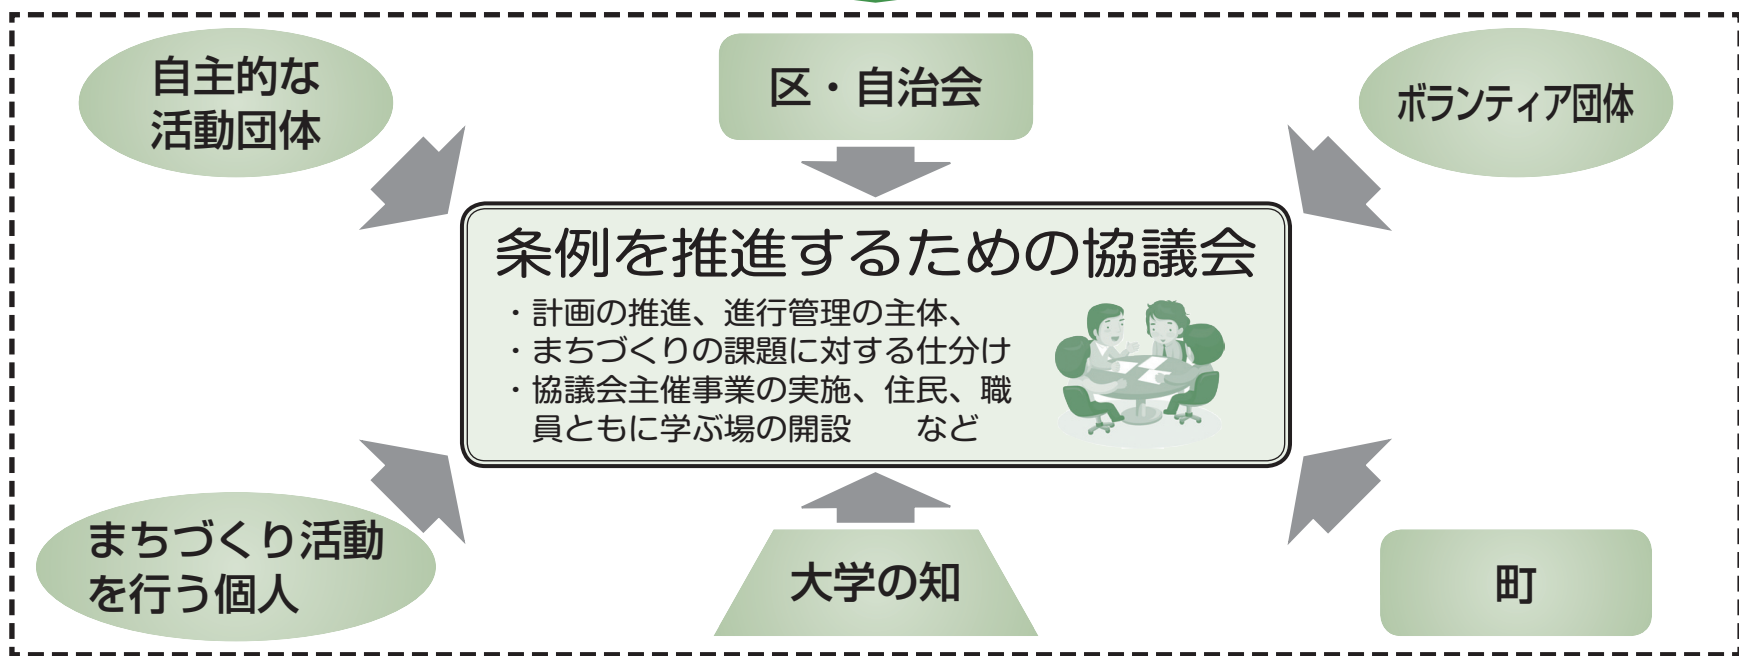 自主的な
活動団体
区・自治会
ボランティア団体
条例を推進するための協議会
・計画の推進、進行管理の主体、
・まちづくりの課題に対する仕分け
・協議会主催事業の実施、住民、職
員ともに学ぶ場の開設　　など
まちづくり活動
を行う個人
大学の知
町